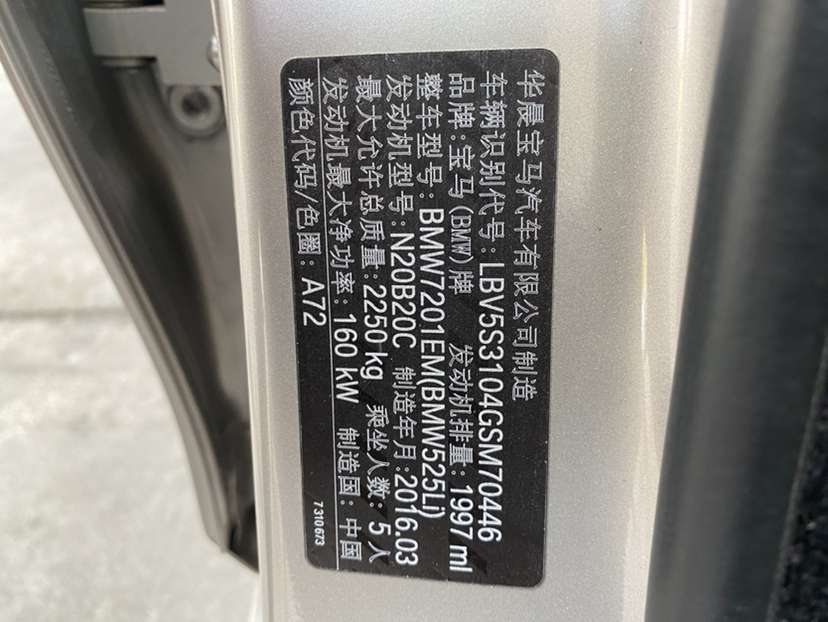 华晨宝马汽车有限公司制造
车辆识别代号: LBV5S3104GSM70446
品牌: 宝马(BMW)牌 发动机排量: 1997 ml
整车型号: BMW7201EM(BMW525Li)
发动机型号: N20B20C 制造年月: 2016.03
最大允许总质量: 2250 kg 乘坐人数: 5 人
发动机最大净功率: 160 kW 制造国: 中国
颜色代码/色圈: A72
7310673